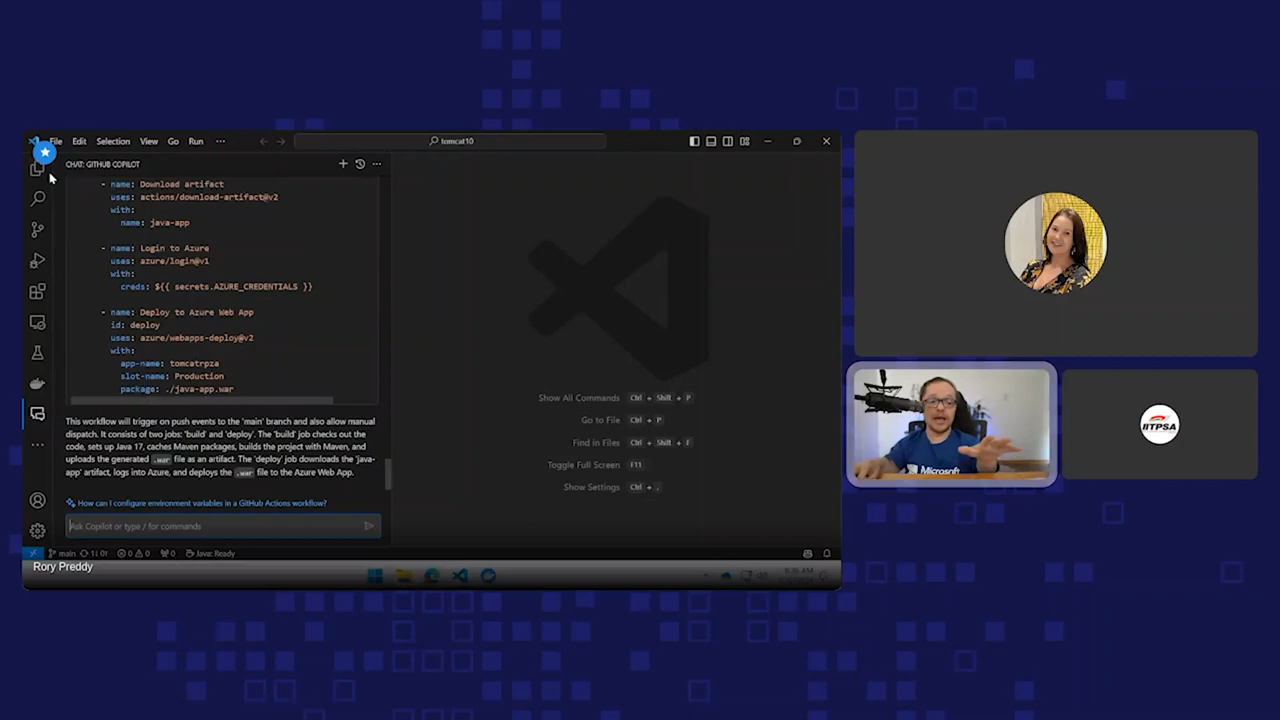 File Edit Selection View Go Run ···
tomcat10
CHAT: GITHUB COPILOT
- name: Download artifact
uses: actions/download-artifact@v2
with:
name: java-app
- name: Login to Azure
uses: azure/login@v1
with:
creds: ${{ secrets.AZURE_CREDENTIALS }}
- name: Deploy to Azure Web App
id: deploy
uses: azure/webapps-deploy@v2
with:
app-name: tomcatrpza
slot-name: Production
package: ./java-app.war
This workflow will trigger on push events to the 'main' branch and also allow manual
dispatch. It consists of two jobs: 'build' and 'deploy'. The 'build' job checks out the
code, sets up Java 17, caches Maven packages, builds the project with Maven, and
uploads the generated .war file as an artifact. The 'deploy' job downloads the 'java-
app' artifact, logs into Azure, and deploys the .war file to the Azure Web App.
How can I configure environment variables in a GitHub Actions workflow?
Ask Copilot or type / for commands
Show All Commands Ctrl + Shift + P
Go to File Ctrl + P
Find in Files Ctrl + Shift + F
Toggle Full Screen F11
Show Settings Ctrl + ,
main 0 0 0 Java: Ready
Rory Preddy
Microsoft
IITPSA